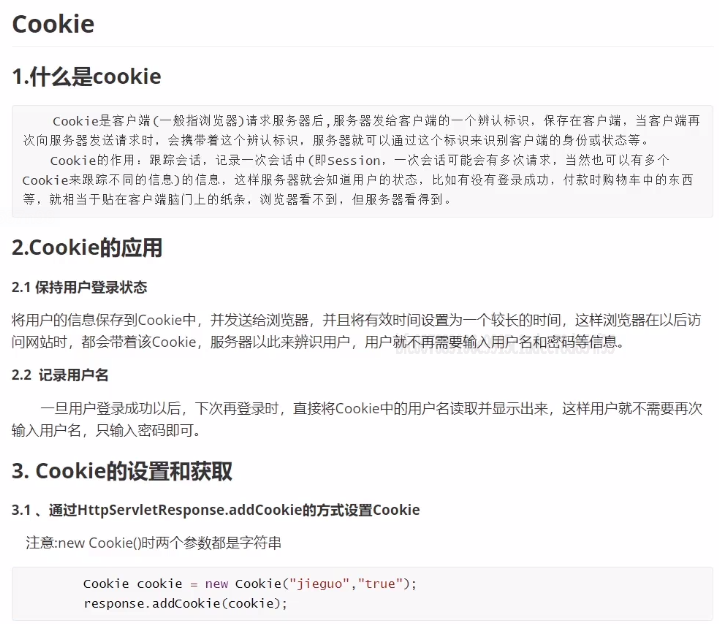 Cookie
1.什么是cookie
Cookie是客户端(一般指浏览器)请求服务器后,服务器发给客户端的一个辨认标识，保存在客户端，当客户端再
次向服务器发送请求时，会携带着这个辨认标识，服务器就可以通过这个标识来识别客户端的身份或状态等。
Cookie的作用：跟踪会话，记录一次会话中(即Session，一次会话可能会有多次请求，当然也可以有多个
Cookie来跟踪不同的信息)的信息，这样服务器就会知道用户的状态，比如有没有登录成功，付款时购物车中的东西
等，就相当于贴在客户端脑门上的纸条，浏览器看不到，但服务器看得到。
2.Cookie的应用
2.1 保持用户登录状态
将用户的信息保存到Cookie中，并发送给浏览器，并且将有效时间设置为一个较长的时间，这样浏览器在以后访
问网站时，都会带着该Cookie，服务器以此来辨识用户，用户就不再需要输入用户名和密码等信息。
2.2 记录用户名
一旦用户登录成功以后，下次再登录时，直接将Cookie中的用户名读取并显示出来，这样用户就不需要再次
输入用户名，只输入密码即可。
3. Cookie的设置和获取
3.1 、通过HttpServletResponse.addCookie的方式设置Cookie
注意:new Cookie()时两个参数都是字符串
Cookie cookie = new Cookie("jieguo","true");
response.addCookie(cookie);